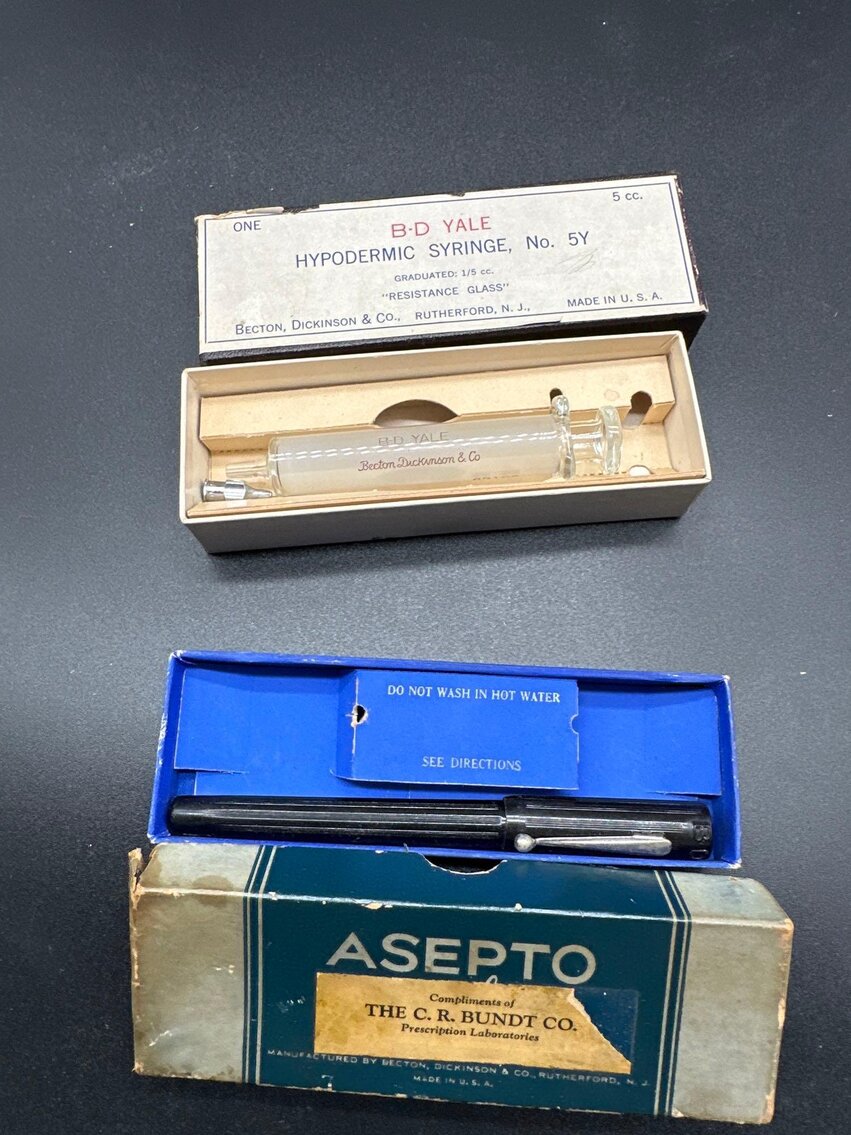 ONE
5 cc.
B-D YALE
HYPODERMIC SYRINGE, No. 5Y
GRADUATED: 1/5 cc.
"RESISTANCE GLASS"
BECTON, DICKINSON & CO., RUTHERFORD, N. J., MADE IN U. S. A.
B-D YALE
Becton Dickinson & Co
DO NOT WASH IN HOT WATER
SEE DIRECTIONS
ASEPTO
Compliments of
THE C. R. BUNDT CO.
Prescription Laboratories
MANUFACTURED BY BECTON, DICKINSON & CO., RUTHERFORD, N. J.
MADE IN U.S.A.